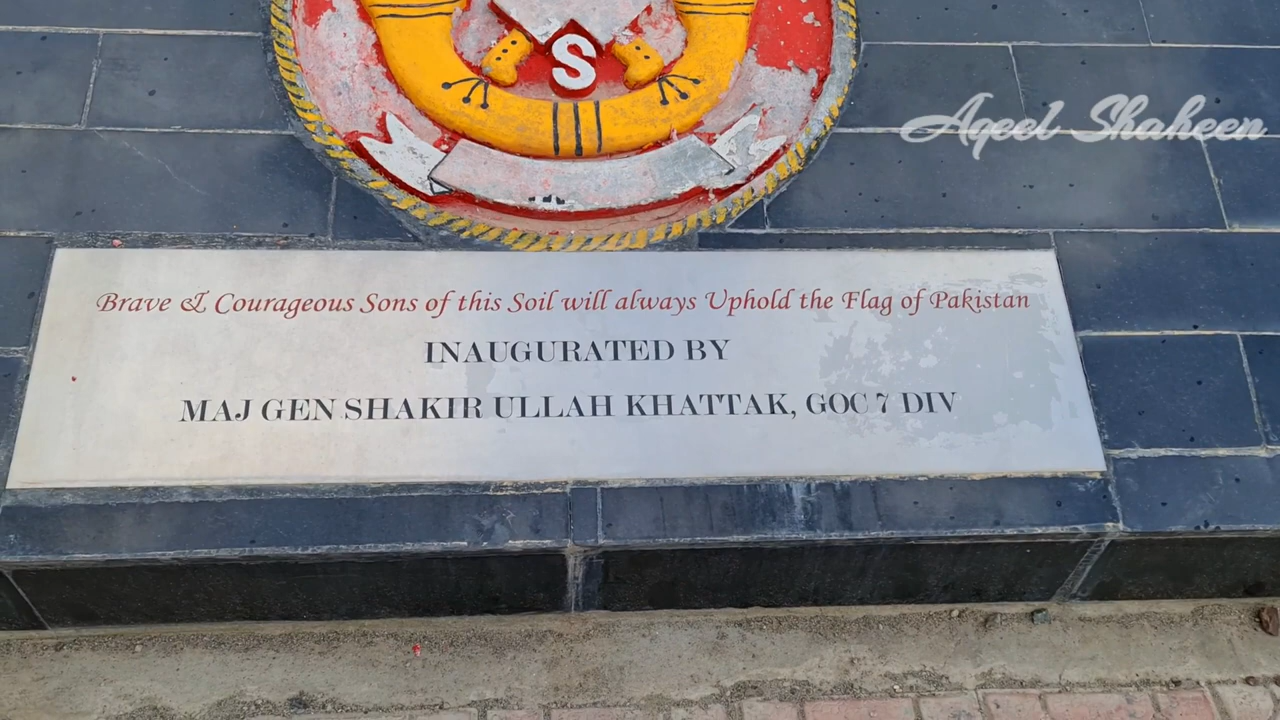 S
Aqeel Shaheen
Brave & Courageous Sons of this Soil will always Uphold the Flag of Pakistan
INAUGURATED BY
MAJ GEN SHAKIR ULLAH KHATTAK, GOC 7 DIV